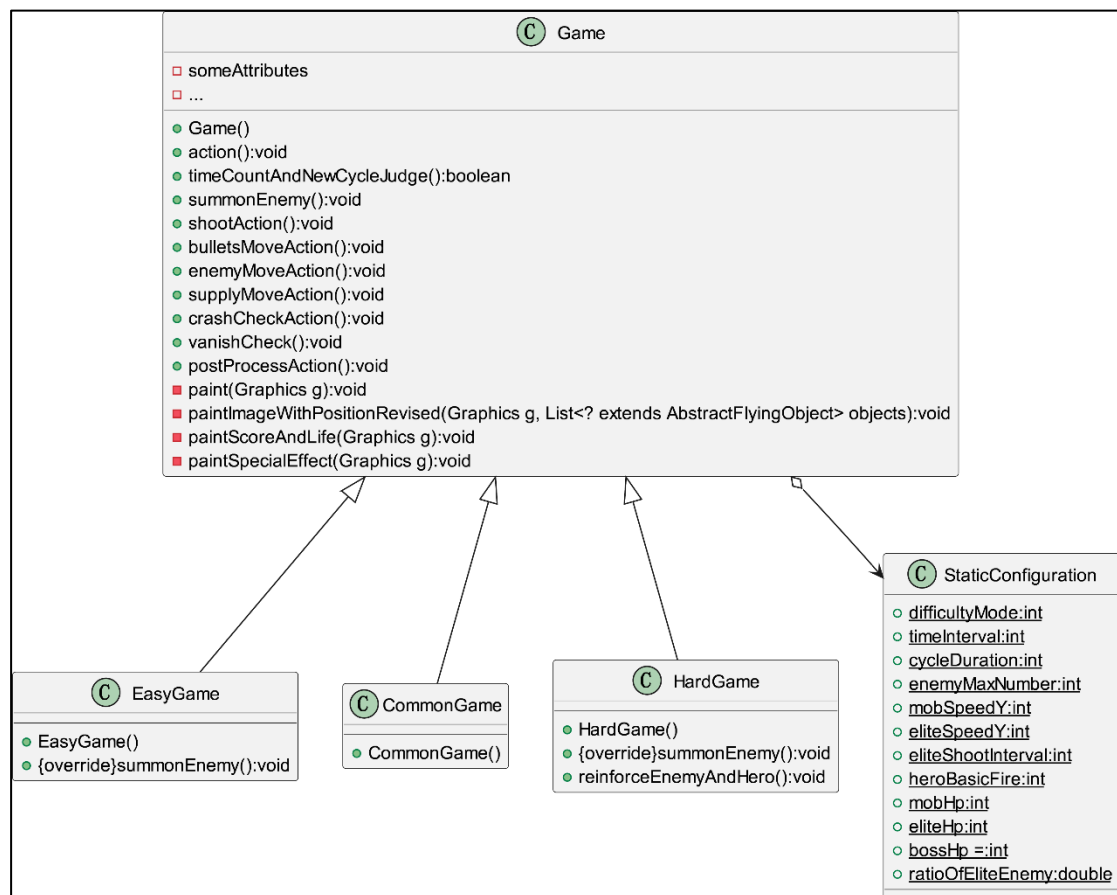 C Game
someAttributes
...
Game()
action():void
timeCountAndNewCycleJudge():boolean
summonEnemy():void
shootAction():void
bulletsMoveAction():void
enemyMoveAction():void
supplyMoveAction():void
crashCheckAction():void
vanishCheck():void
postProcessAction():void
paint(Graphics g):void
paintImageWithPositionRevised(Graphics g, List<? extends AbstractFlyingObject> objects):void
paintScoreAndLife(Graphics g):void
paintSpecialEffect(Graphics g):void
C EasyGame
EasyGame()
{override}summonEnemy():void
C CommonGame
CommonGame()
C HardGame
HardGame()
{override}summonEnemy():void
reinforceEnemyAndHero():void
C StaticConfiguration
difficultyMode:int
timeInterval:int
cycleDuration:int
enemyMaxNumber:int
mobSpeedY:int
eliteSpeedY:int
eliteShootInterval:int
heroBasicFire:int
mobHp:int
eliteHp:int
bossHp =:int
ratioOfEliteEnemy:double